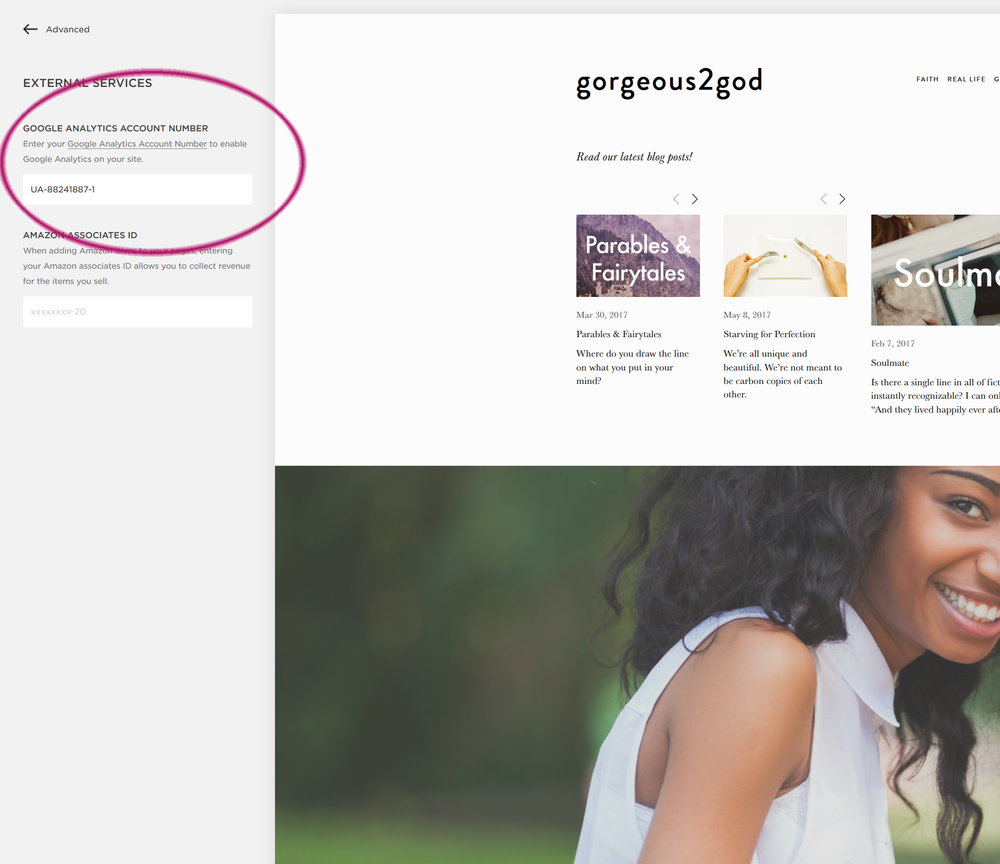 Advanced
EXTERNAL SERVICES
GOOGLE ANALYTICS ACCOUNT NUMBER
Enter your Google Analytics Account Number to enable
Google Analytics on your site.
UA-88241887-1
AMAZON ASSOCIATES ID
When adding Amazon items to your pages, entering
your Amazon associates ID allows you to collect revenue
for the items you sell.
xxxxxxxx-20
gorgeous2god
FAITH REAL LIFE G
Read our latest blog posts!
Parables &
Fairytales
Mar 30, 2017
Parables & Fairytales
Where do you draw the line
on what you put in your
mind?
May 8, 2017
Starving for Perfection
We’re all unique and
beautiful. We’re not meant to
be carbon copies of each
other.
Soulm
Feb 7, 2017
Soulmate
Is there a single line in all of fict
instantly recognizable? I can onl
“And they lived happily ever afte